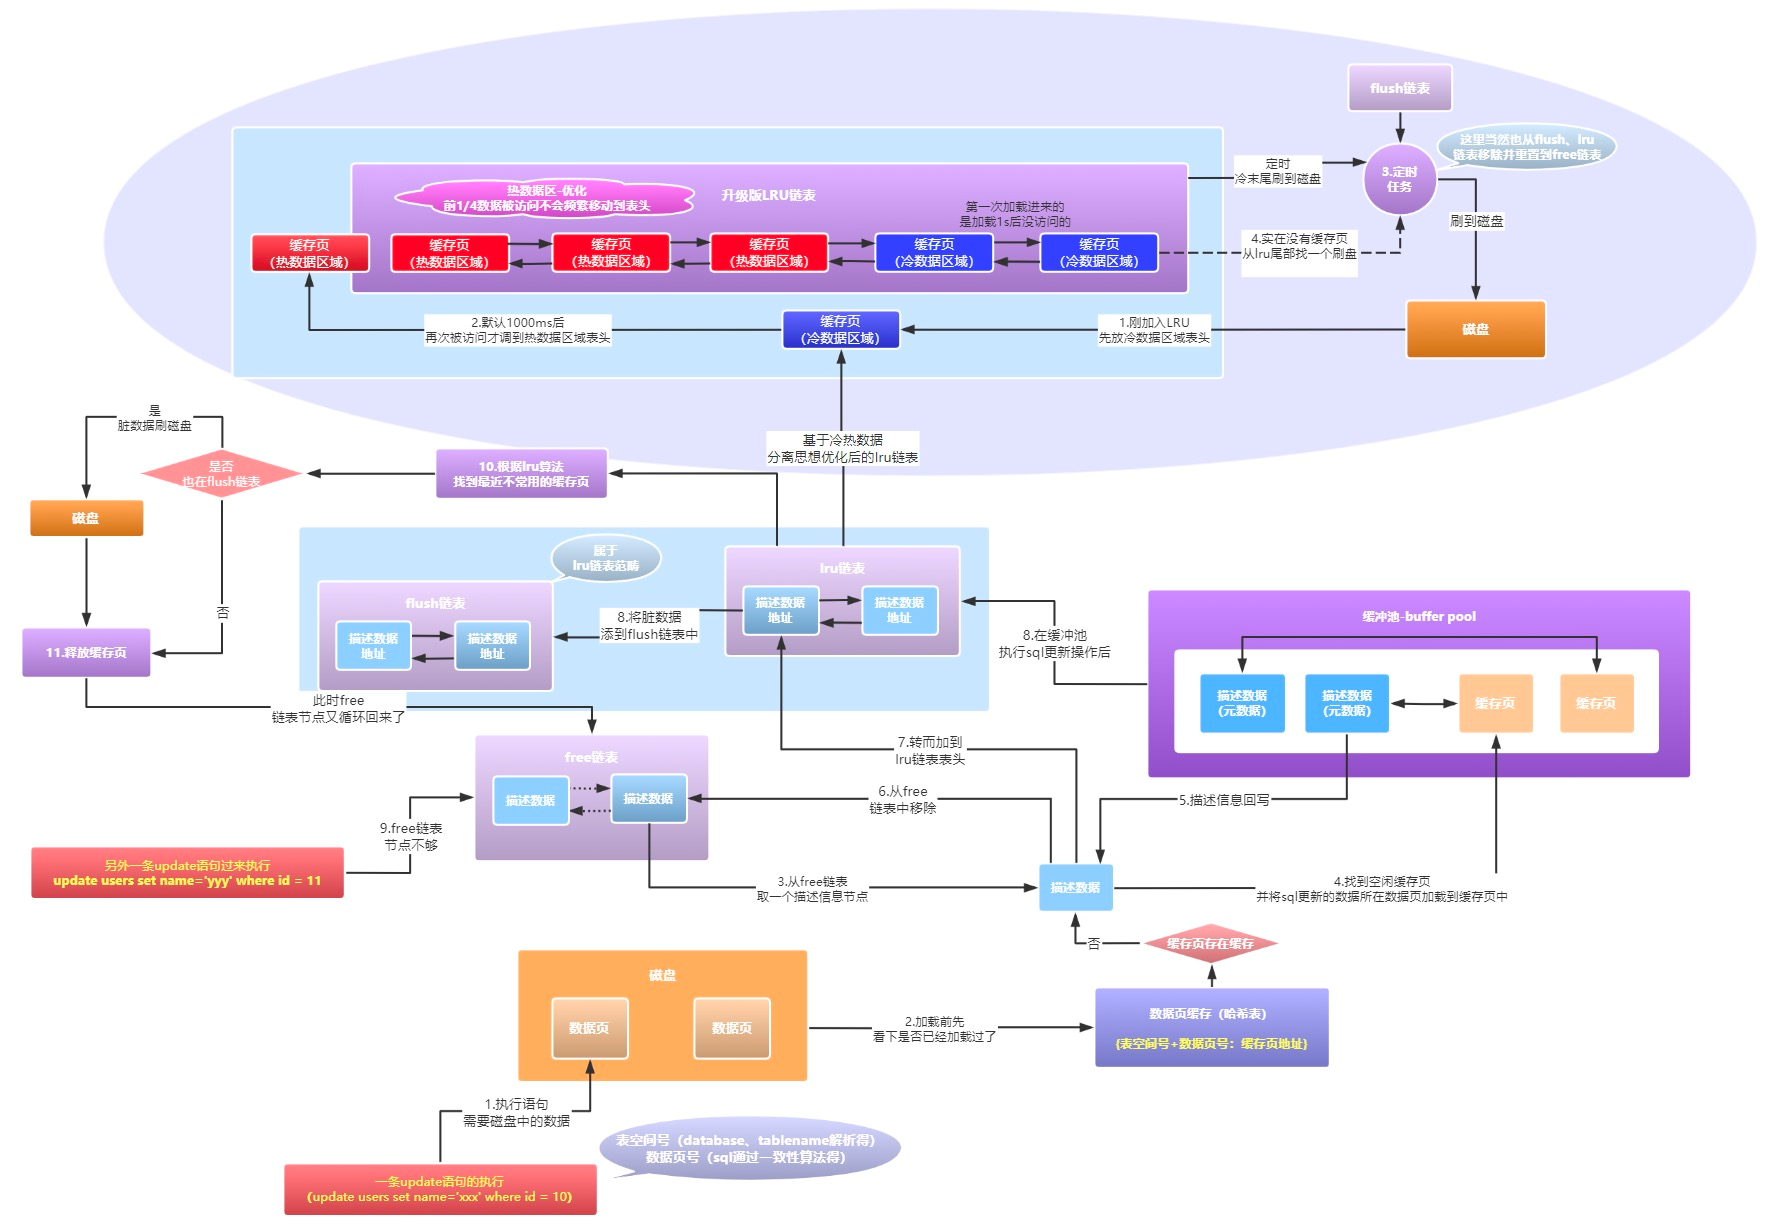 flush链表
这里当然也从flush、lru
链表移除并重置到free链表
3.定时
任务
定时
冷末尾刷到磁盘
刷到磁盘
升级版LRU链表
热数据区-优化
前1/4数据被访问不会频繁移动到表头
第一次加载进来的
是加载1s后没访问的
缓存页
（热数据区域）
缓存页
（热数据区域）
缓存页
（热数据区域）
缓存页
（热数据区域）
缓存页
（冷数据区域）
缓存页
（冷数据区域）
4.实在没有缓存页
从lru尾部找一个刷盘
2.默认1000ms后
再次被访问才调到热数据区域表头
缓存页
（冷数据区域）
1.刚加入LRU
先放冷数据区域表头
磁盘
是
脏数据刷磁盘
基于冷热数据
分离思想优化后的lru链表
是否
也在flush链表
10.根据lru算法
找到最近不常用的缓存页
磁盘
否
11.释放缓存页
属于
lru链表范畴
flush链表
描述数据
地址
描述数据
地址
8.将脏数据
添到flush链表中
lru链表
描述数据
地址
描述数据
地址
8.在缓冲池
执行sql更新操作后
缓冲池-buffer pool
描述数据
(元数据)
描述数据
(元数据)
缓存页
缓存页
此时free
链表节点又循环回来了
free链表
描述数据
描述数据
7.转而加到
lru链表表头
6.从free
链表中移除
5.描述信息回写
9.free链表
节点不够
另外一条update语句过来执行
update users set name='yyy' where id = 11
3.从free链表
取一个描述信息节点
描述数据
4.找到空闲缓存页
并将sql更新的数据所在数据页加载到缓存页中
否
缓存页存在缓存
磁盘
数据页
数据页
2.加载前先
看下是否已经加载过了
数据页缓存（哈希表）
{表空间号+数据页号：缓存页地址}
1.执行语句
需要磁盘中的数据
表空间号（database、tablename解析得）
数据页号（sql通过一致性算法得）
一条update语句的执行
(update users set name='xxx' where id = 10)